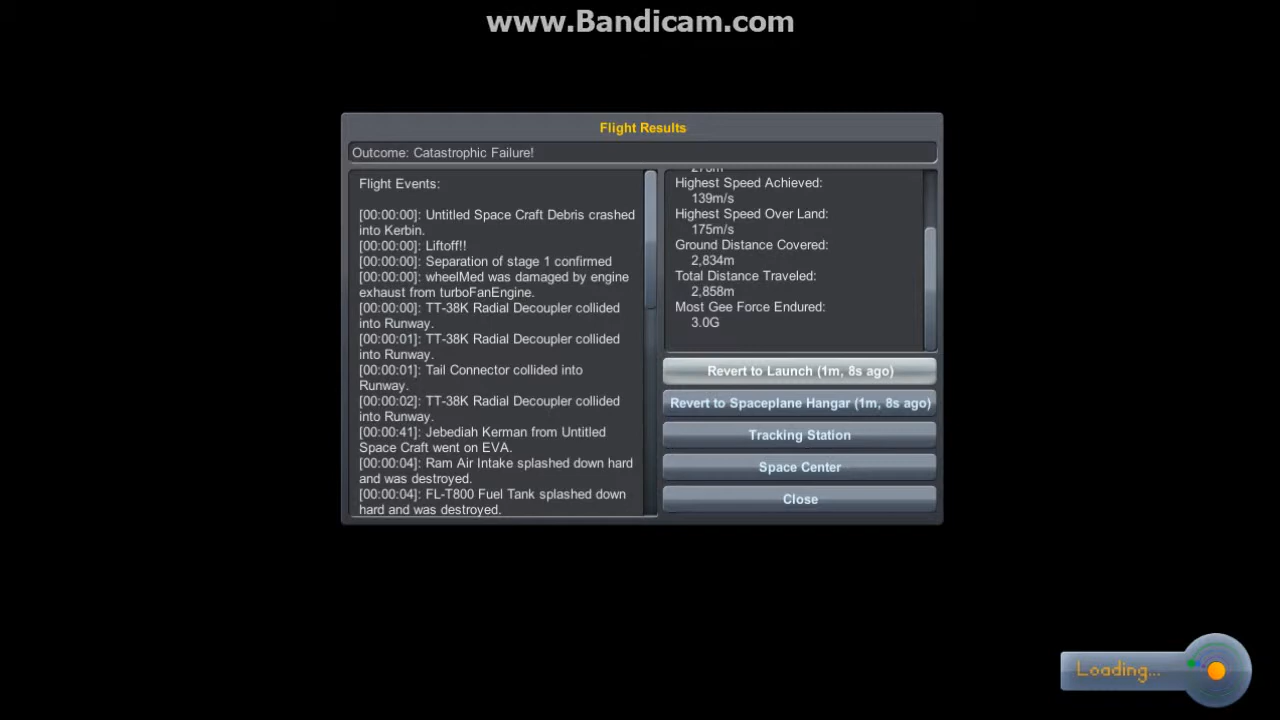 www.Bandicam.com
Flight Results
Outcome: Catastrophic Failure!
Flight Events:
[00:00:00]: Untitled Space Craft Debris crashed
into Kerbin.
[00:00:00]: Liftoff!!
[00:00:00]: Separation of stage 1 confirmed
[00:00:00]: wheelMed was damaged by engine
exhaust from turboFanEngine.
[00:00:00]: TT-38K Radial Decoupler collided
into Runway.
[00:00:01]: TT-38K Radial Decoupler collided
into Runway.
[00:00:01]: Tail Connector collided into
Runway.
[00:00:02]: TT-38K Radial Decoupler collided
into Runway.
[00:00:41]: Jebediah Kerman from Untitled
Space Craft went on EVA.
[00:00:04]: Ram Air Intake splashed down hard
and was destroyed.
[00:00:04]: FL-T800 Fuel Tank splashed down
hard and was destroyed.
Highest Speed Achieved:
139m/s
Highest Speed Over Land:
175m/s
Ground Distance Covered:
2,834m
Total Distance Traveled:
2,858m
Most Gee Force Endured:
3.0G
Revert to Launch (1m, 8s ago)
Revert to Spaceplane Hangar (1m, 8s ago)
Tracking Station
Space Center
Close
Loading...